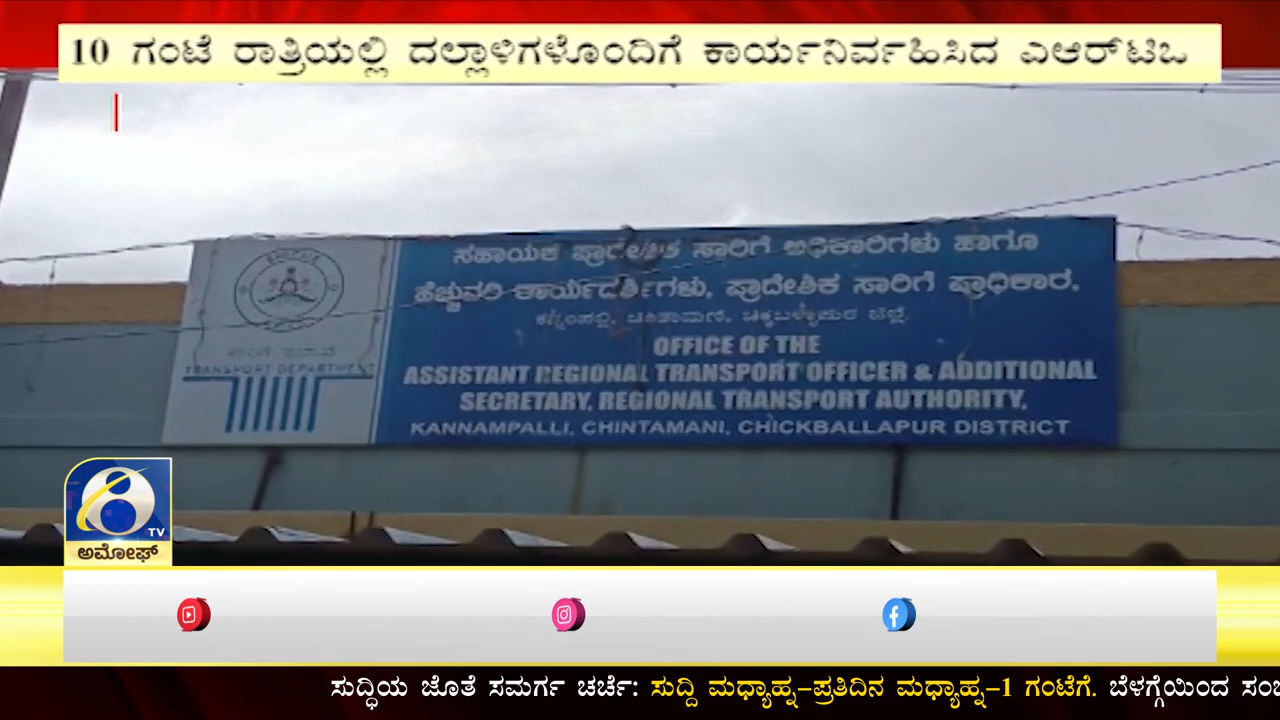 10 ಗಂಟೆ ರಾತ್ರಿಯಲ್ಲಿ ದಲ್ಲಾಳಿಗಳೊಂದಿಗೆ ಕಾರ್ಯನಿರ್ವಹಿಸಿದ ಎಆರ್‌ಟಿಒ
ಸಹಾಯಕ ಪ್ರಾದೇಶಿಕ ಸಾರಿಗೆ ಅಧಿಕಾರಿಗಳು ಹಾಗೂ
ಹೆಚ್ಚುವರಿ ಕಾರ್ಯದರ್ಶಿಗಳು, ಪ್ರಾದೇಶಿಕ ಸಾರಿಗೆ ಪ್ರಾಧಿಕಾರ,
TRANSPORT DEPARTMENT
OFFICE OF THE
ASSISTANT REGIONAL TRANSPORT OFFICER & ADDITIONAL
SECRETARY, REGIONAL TRANSPORT AUTHORITY,
KANNAMPALLI, CHINTAMANI, CHICKBALLAPUR DISTRICT
8 TV
ಅಮೋಘ್
ಸುದ್ಧಿಯ ಜೊತೆ ಸಮರ್ಗ ಚರ್ಚೆ: ಸುದ್ದಿ ಮಧ್ಯಾಹ್ನ-ಪ್ರತಿದಿನ ಮಧ್ಯಾಹ್ನ-1 ಗಂಟೆಗೆ. ಬೆಳಗ್ಗೆಯಿಂದ